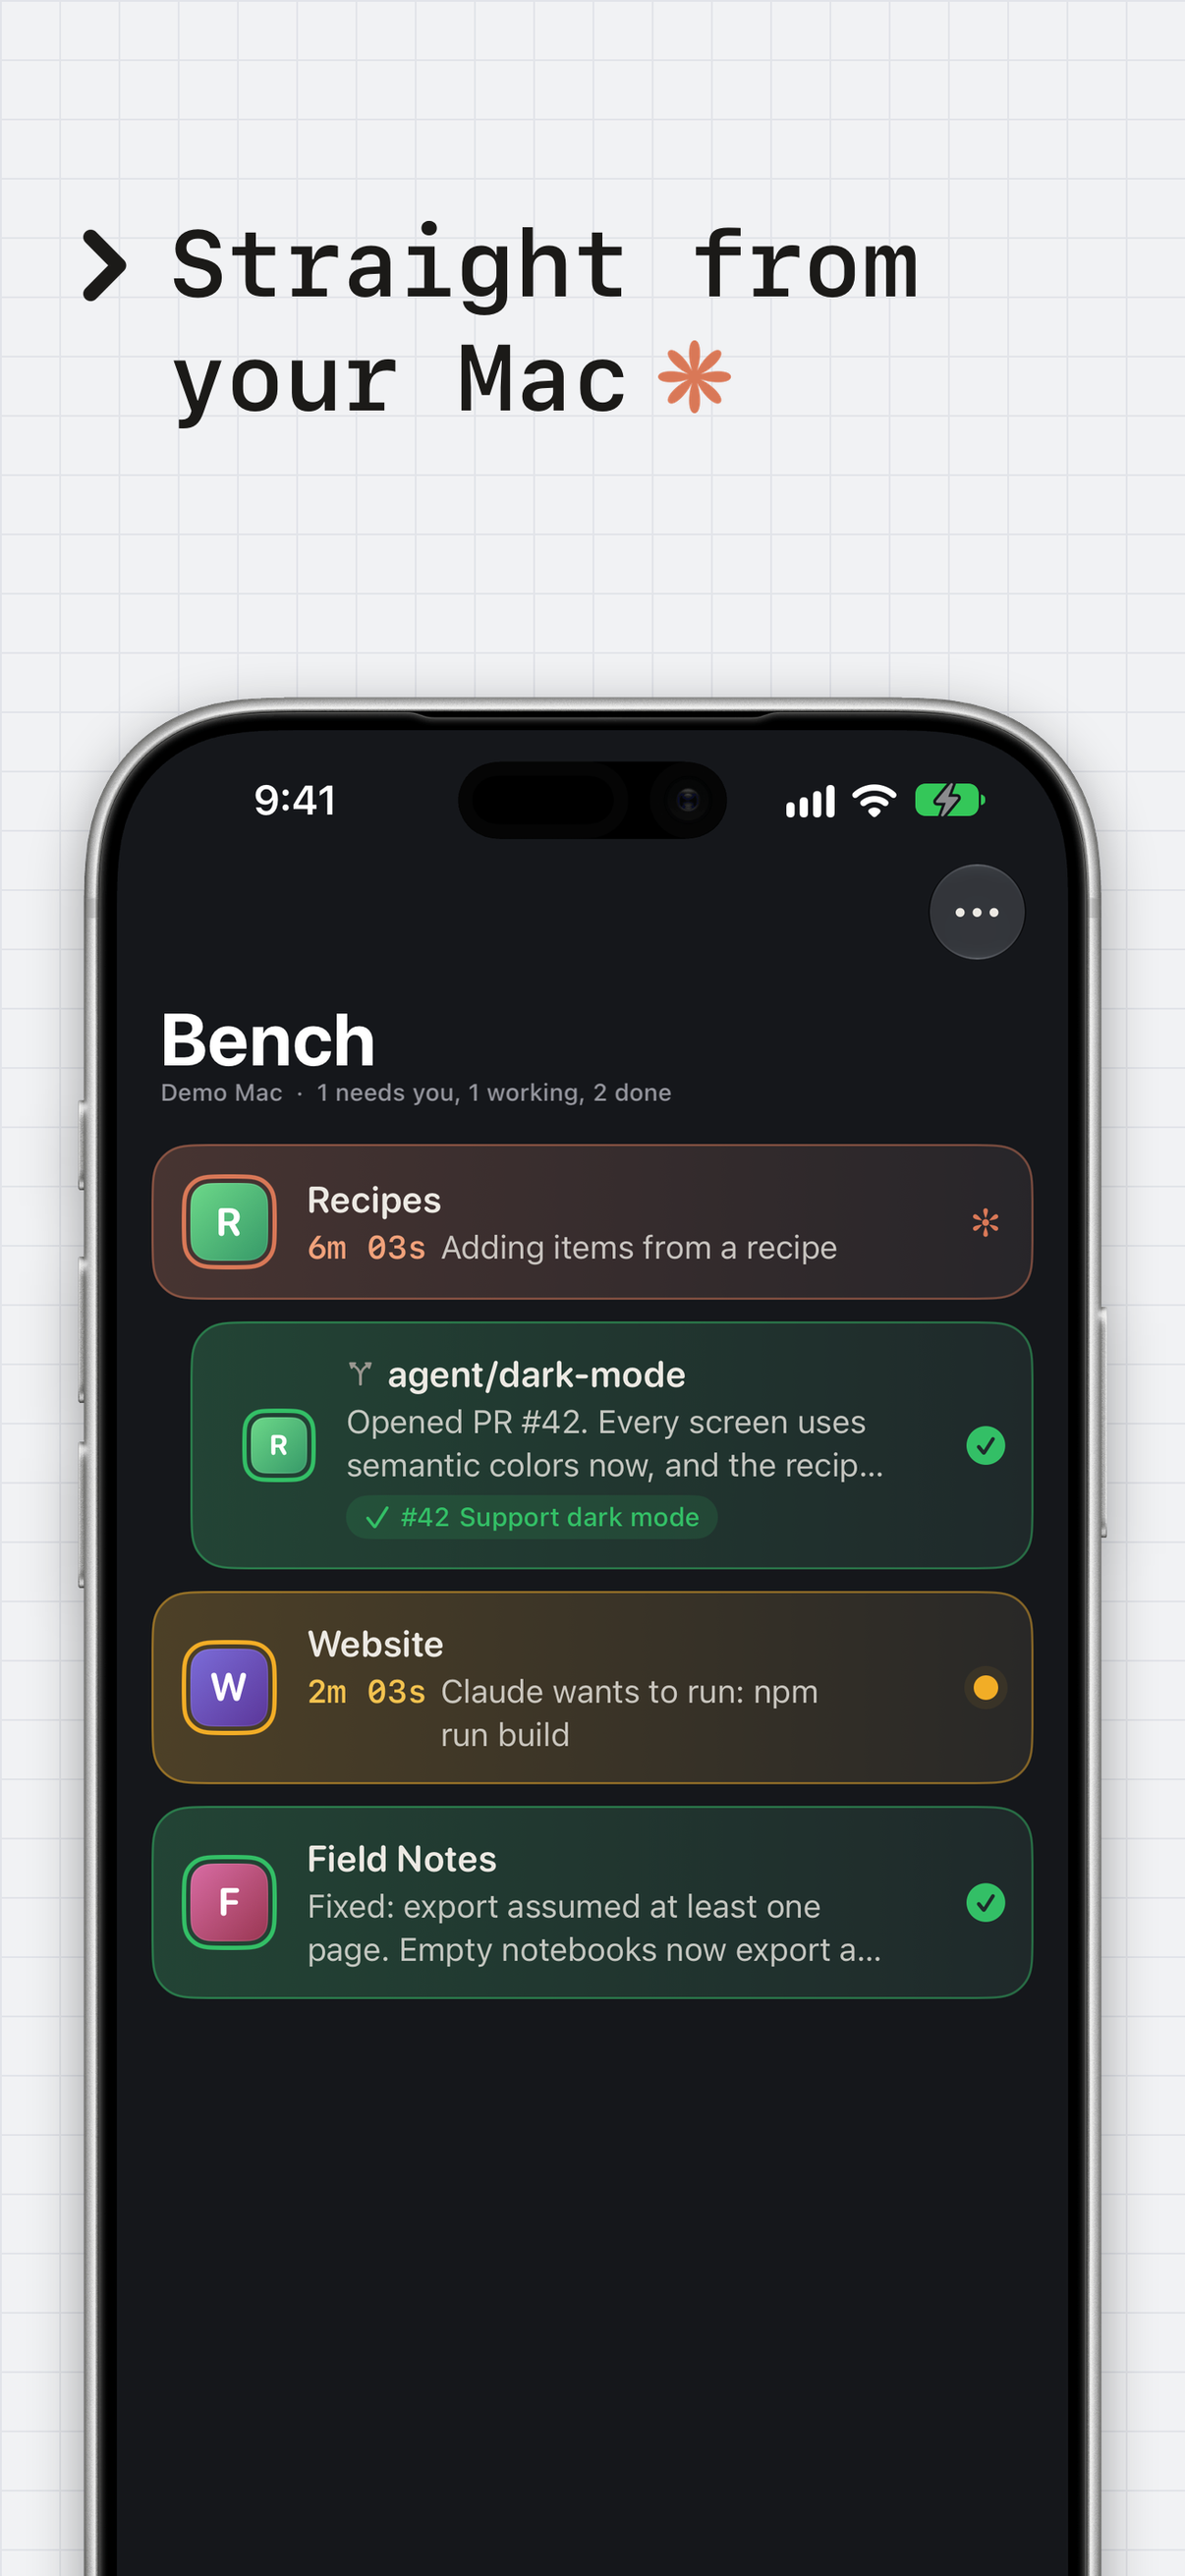 Straight from
your Mac
9:41
Bench
Demo Mac · 1 needs you, 1 working, 2 done
R
Recipes
6m 03s Adding items from a recipe
agent/dark-mode
R
Opened PR #42. Every screen uses
semantic colors now, and the recip...
#42 Support dark mode
Website
W
2m 03s Claude wants to run: npm
run build
Field Notes
F
Fixed: export assumed at least one
page. Empty notebooks now export a...